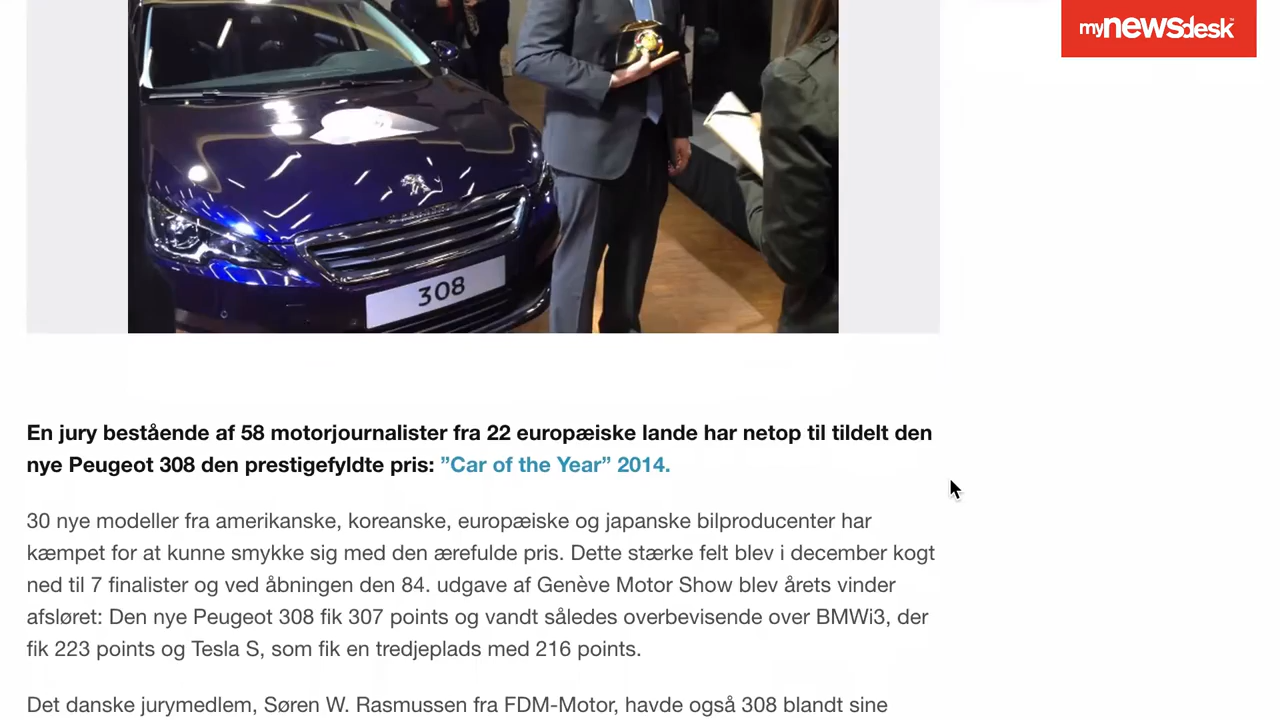 mynewsdesk
308
En jury bestående af 58 motorjournalister fra 22 europæiske lande har netop til tildelt den
nye Peugeot 308 den prestigefyldte pris: ”Car of the Year” 2014.
30 nye modeller fra amerikanske, koreanske, europæiske og japanske bilproducenter har
kæmpet for at kunne smykke sig med den ærefulde pris. Dette stærke felt blev i december kogt
ned til 7 finalister og ved åbningen den 84. udgave af Genève Motor Show blev årets vinder
afsløret: Den nye Peugeot 308 fik 307 points og vandt således overbevisende over BMWi3, der
fik 223 points og Tesla S, som fik en tredjeplads med 216 points.
Det danske jurymedlem, Søren W. Rasmussen fra FDM-Motor, havde også 308 blandt sine